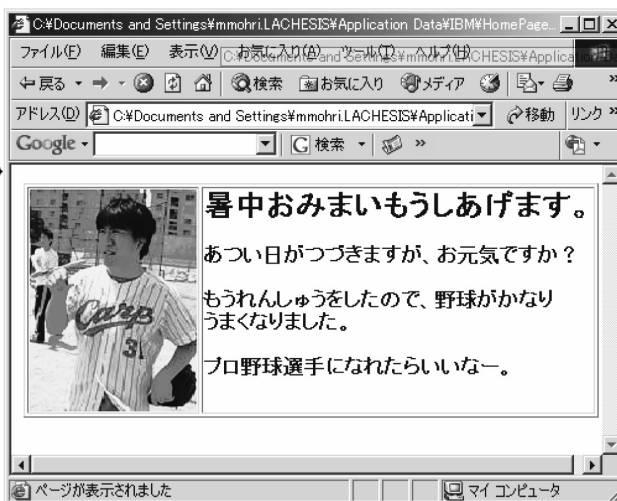 C:¥Documents and Settings¥mmohri.LACHESIS¥Application Data¥IBM¥HomePage...
ファイル(F) 編集(E) 表示(V) お気に入り(A) ツール(T) ヘルプ(H)
戻る 検索 お気に入り メディア »
アドレス(D) C:¥Documents and Settings¥mmohri.LACHESIS¥Applicati 移動 リンク »
Google 検索 »
暑中おみまいもうしあげます。
あつい日がつづきますが、お元気ですか？
もうれんしゅうをしたので、野球がかなり
うまくなりました。
プロ野球選手になれたらいいなー。
Carp
31
ページが表示されました マイ コンピュータ